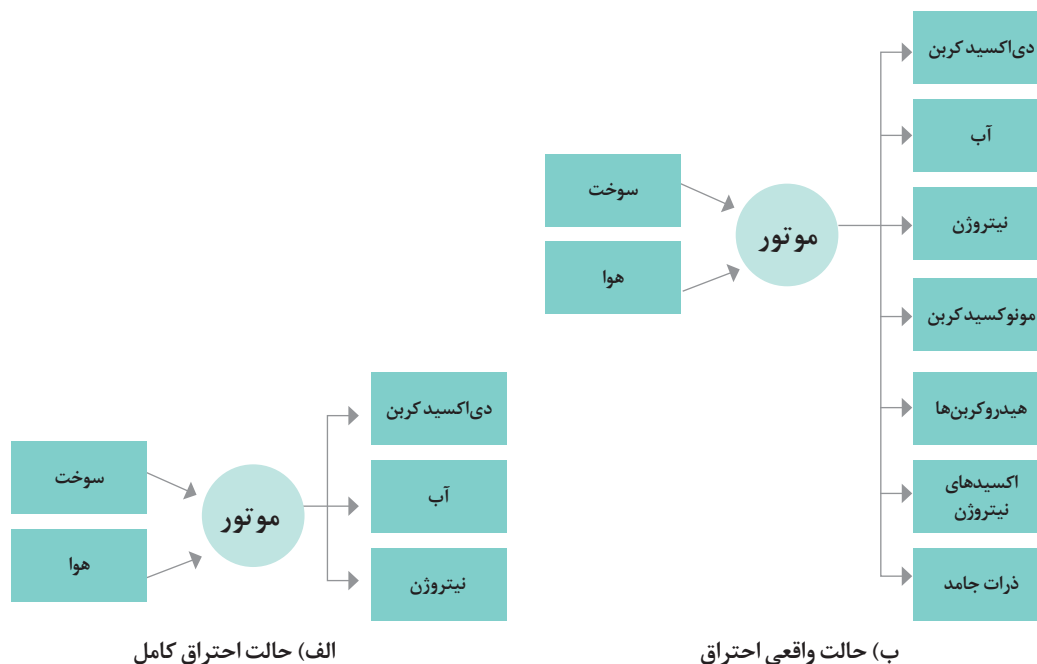 دی‌اکسید کربن
آب
نیتروژن
مونوکسید کربن
هیدروکربن‌ها
اکسیدهای
نیتروژن
ذرات جامد
سوخت
هوا
موتور
ب) حالت واقعی احتراق
دی‌اکسید کربن
آب
نیتروژن
سوخت
هوا
موتور
الف) حالت احتراق کامل